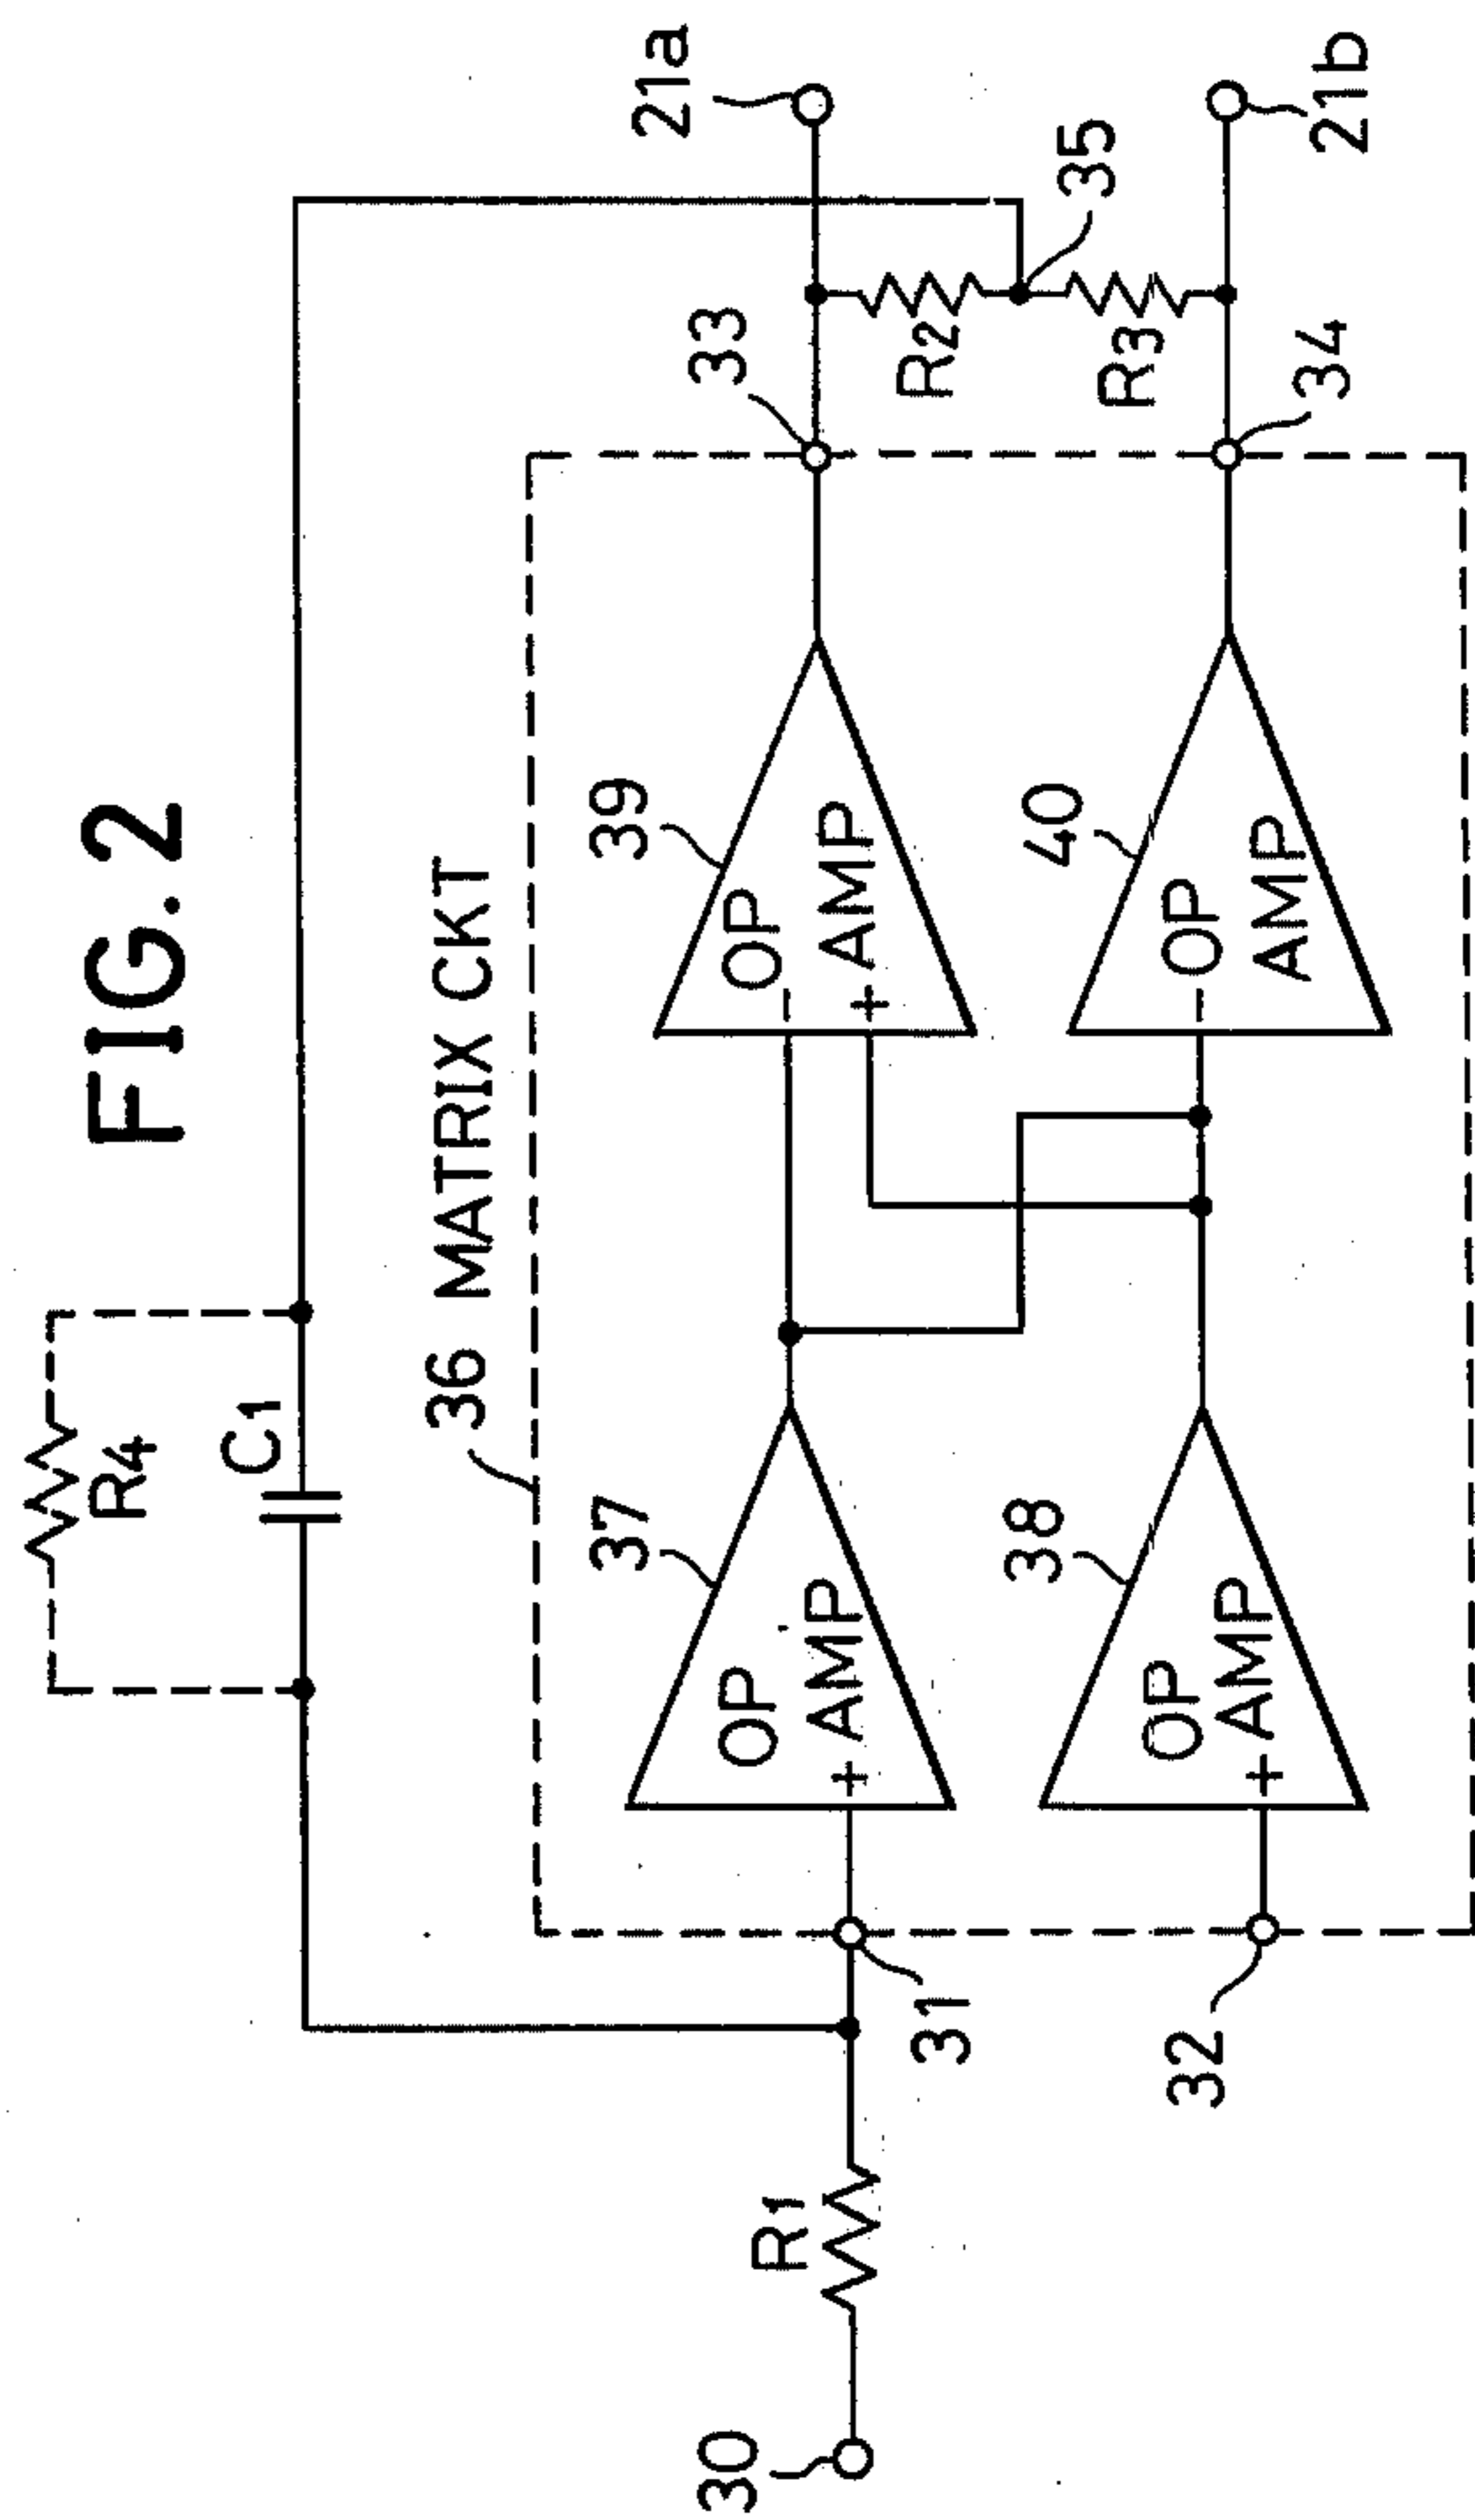 FIG. 2
R4
C1
36 MATRIX CKT
37
OP
AMP
+
39
OP
AMP
-
+
38
OP
AMP
+
40
OP
AMP
-
33
34
R2
R3
35
21a
21b
30
R1
31
32